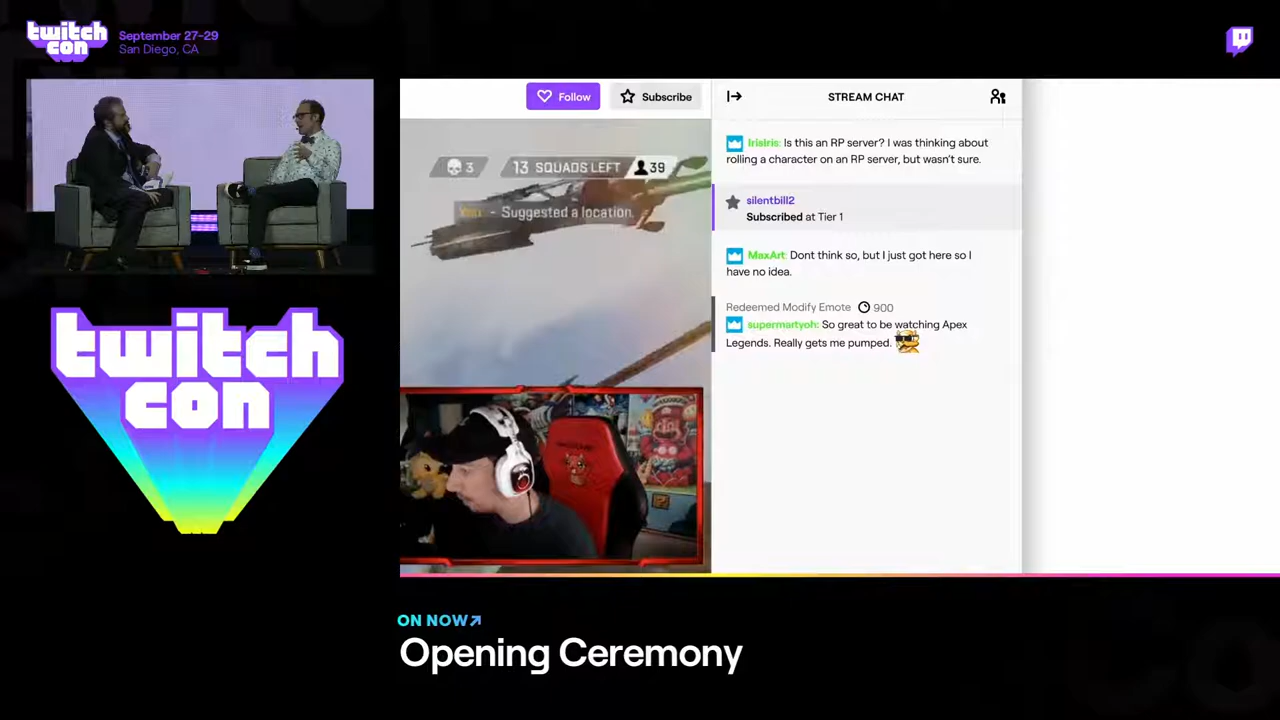 twitch
con
September 27-29
San Diego, CA
Follow
Subscribe
STREAM CHAT
3
13 SQUADS LEFT
39
You - Suggested a location.
IrisIris: Is this an RP server? I was thinking about
rolling a character on an RP server, but wasn't sure.
silentbill2
Subscribed at Tier 1
MaxArt: Dont think so, but I just got here so I
have no idea.
Redeemed Modify Emote 900
supermartyoh: So great to be watching Apex
Legends. Really gets me pumped.
twitch
con
ON NOW
Opening Ceremony